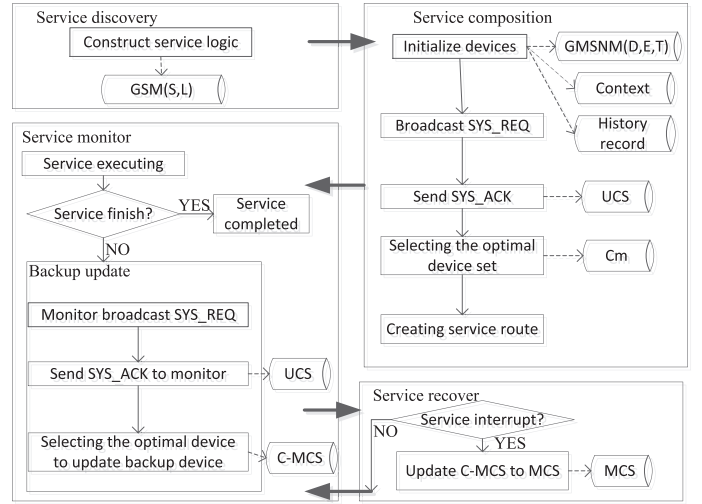 Service discovery
Construct service logic
GSM(S,L)
Service composition
Initialize devices
GMSNM(D,E,T)
Context
History
record
Broadcast SYS_REQ
Send SYS_ACK
UCS
Selecting the optimal
device set
Cm
Creating service route
Service monitor
Service executing
Service finish?
YES
Service
completed
NO
Backup update
Monitor broadcast SYS_REQ
Send SYS_ACK to monitor
UCS
Selecting the optimal device
to update backup device
C-MCS
Service recover
Service interrupt?
NO
YES
Update C-MCS to MCS
MCS